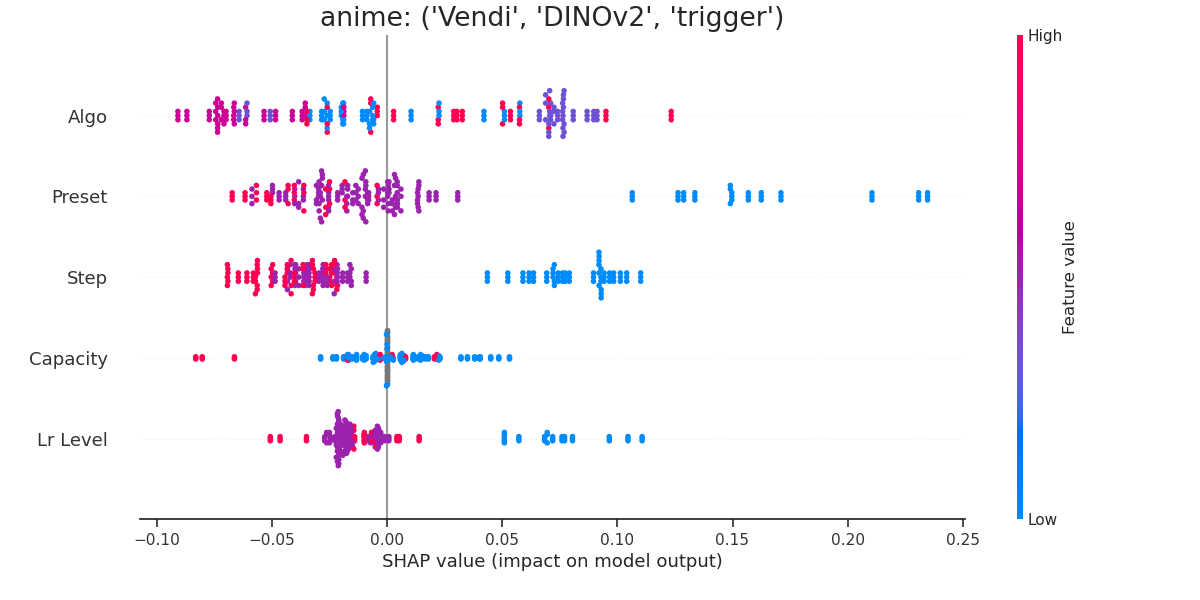 anime: ('Vendi', 'DINOv2', 'trigger')
High
Algo
Preset
Step
Capacity
Lr Level
Feature value
Low
−0.10 −0.05 0.00 0.05 0.10 0.15 0.20 0.25
SHAP value (impact on model output)